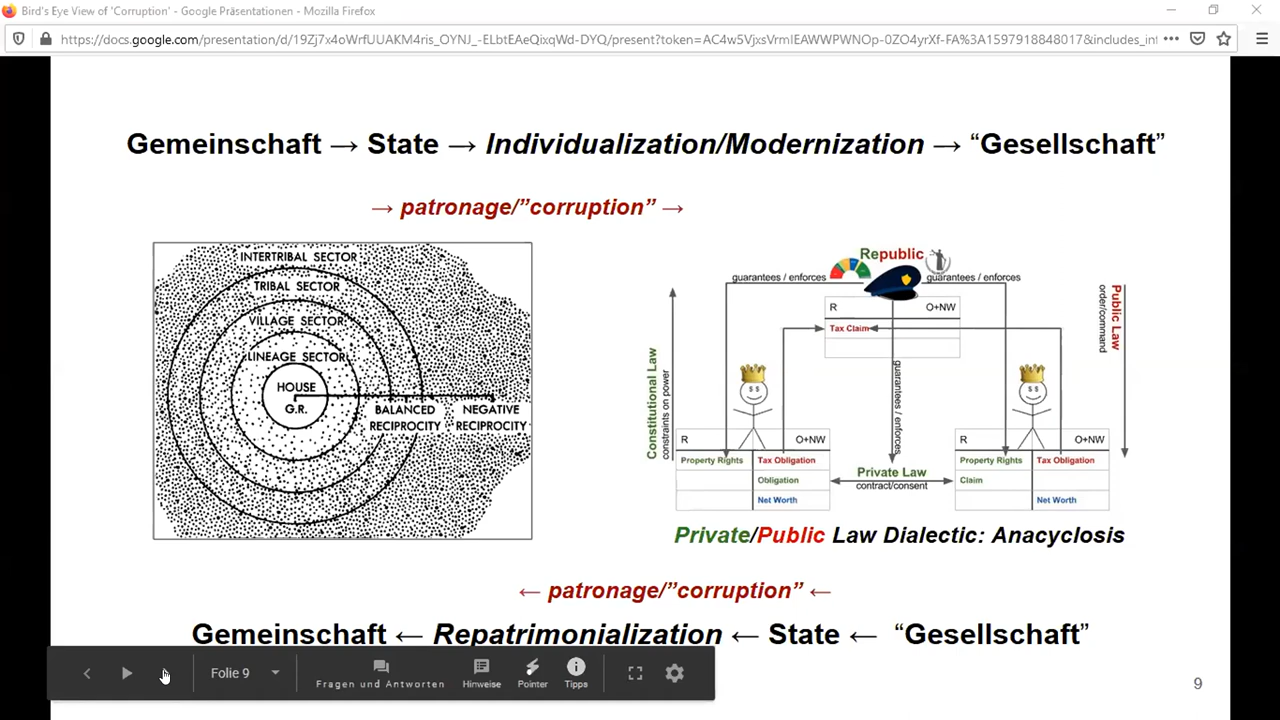 Bird's Eye View of 'Corruption' - Google Präsentationen - Mozilla Firefox
https://docs.google.com/presentation/d/19Zj7x4oWrfUUAKM4ris_OYNJ_-ELbtEAeQixqWd-DYQ/present?token=AC4w5VjxsVrmIEAWWPWNOp-0ZO4yrXf-FA%3A1597918848017&includes_inf
Gemeinschaft → State → Individualization/Modernization → “Gesellschaft”
→ patronage/”corruption” →
INTERTRIBAL SECTOR
TRIBAL SECTOR
VILLAGE SECTOR
LINEAGE SECTOR
HOUSE
G.R.
BALANCED RECIPROCITY
NEGATIVE RECIPROCITY
Republic
guarantees / enforces
guarantees / enforces
R O+NW
Tax Claim
guarantees / enforces
Constitutional Law
constraints on power
Public Law
order/command
$ $
$ $
R O+NW
Property Rights Tax Obligation
Obligation
Net Worth
Private Law
contract/consent
R O+NW
Property Rights Tax Obligation
Claim
Net Worth
Private/Public Law Dialectic: Anacyclosis
← patronage/”corruption” ←
Gemeinschaft ← Repatrimonialization ← State ← “Gesellschaft”
Folie 9
Fragen und Antworten
Hinweise
Pointer
Tipps
9